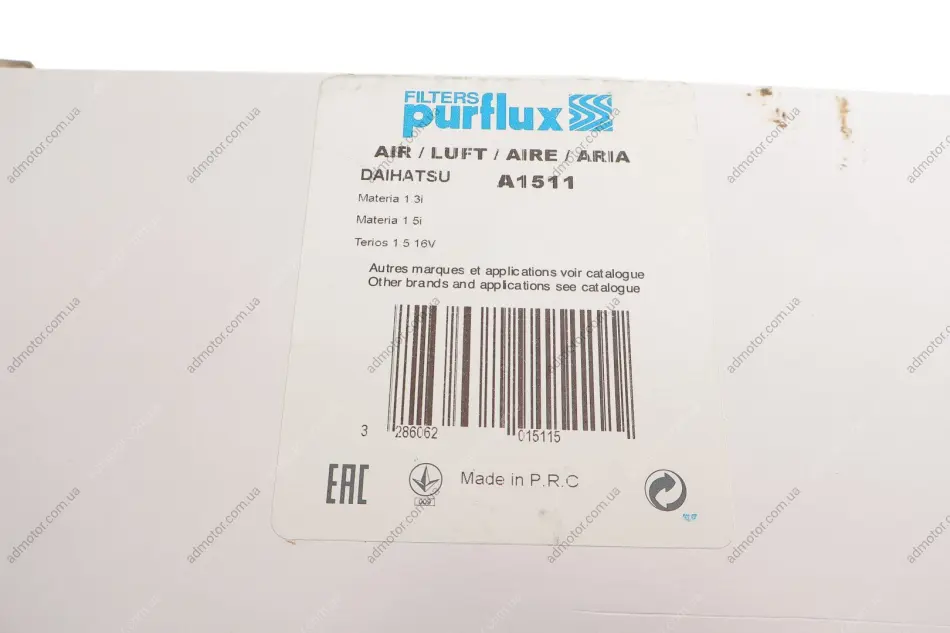 FILTERS
purflux
AIR / LUFT / AIRE / ARIA
DAIHATSU A1511
Materia 1 3i
Materia 1 5i
Terios 1 5 16V
Autres marques et applications voir catalogue
Other brands and applications see catalogue
3 286062 015115
EAC
009
Made in P.R.C
admotor.com.ua